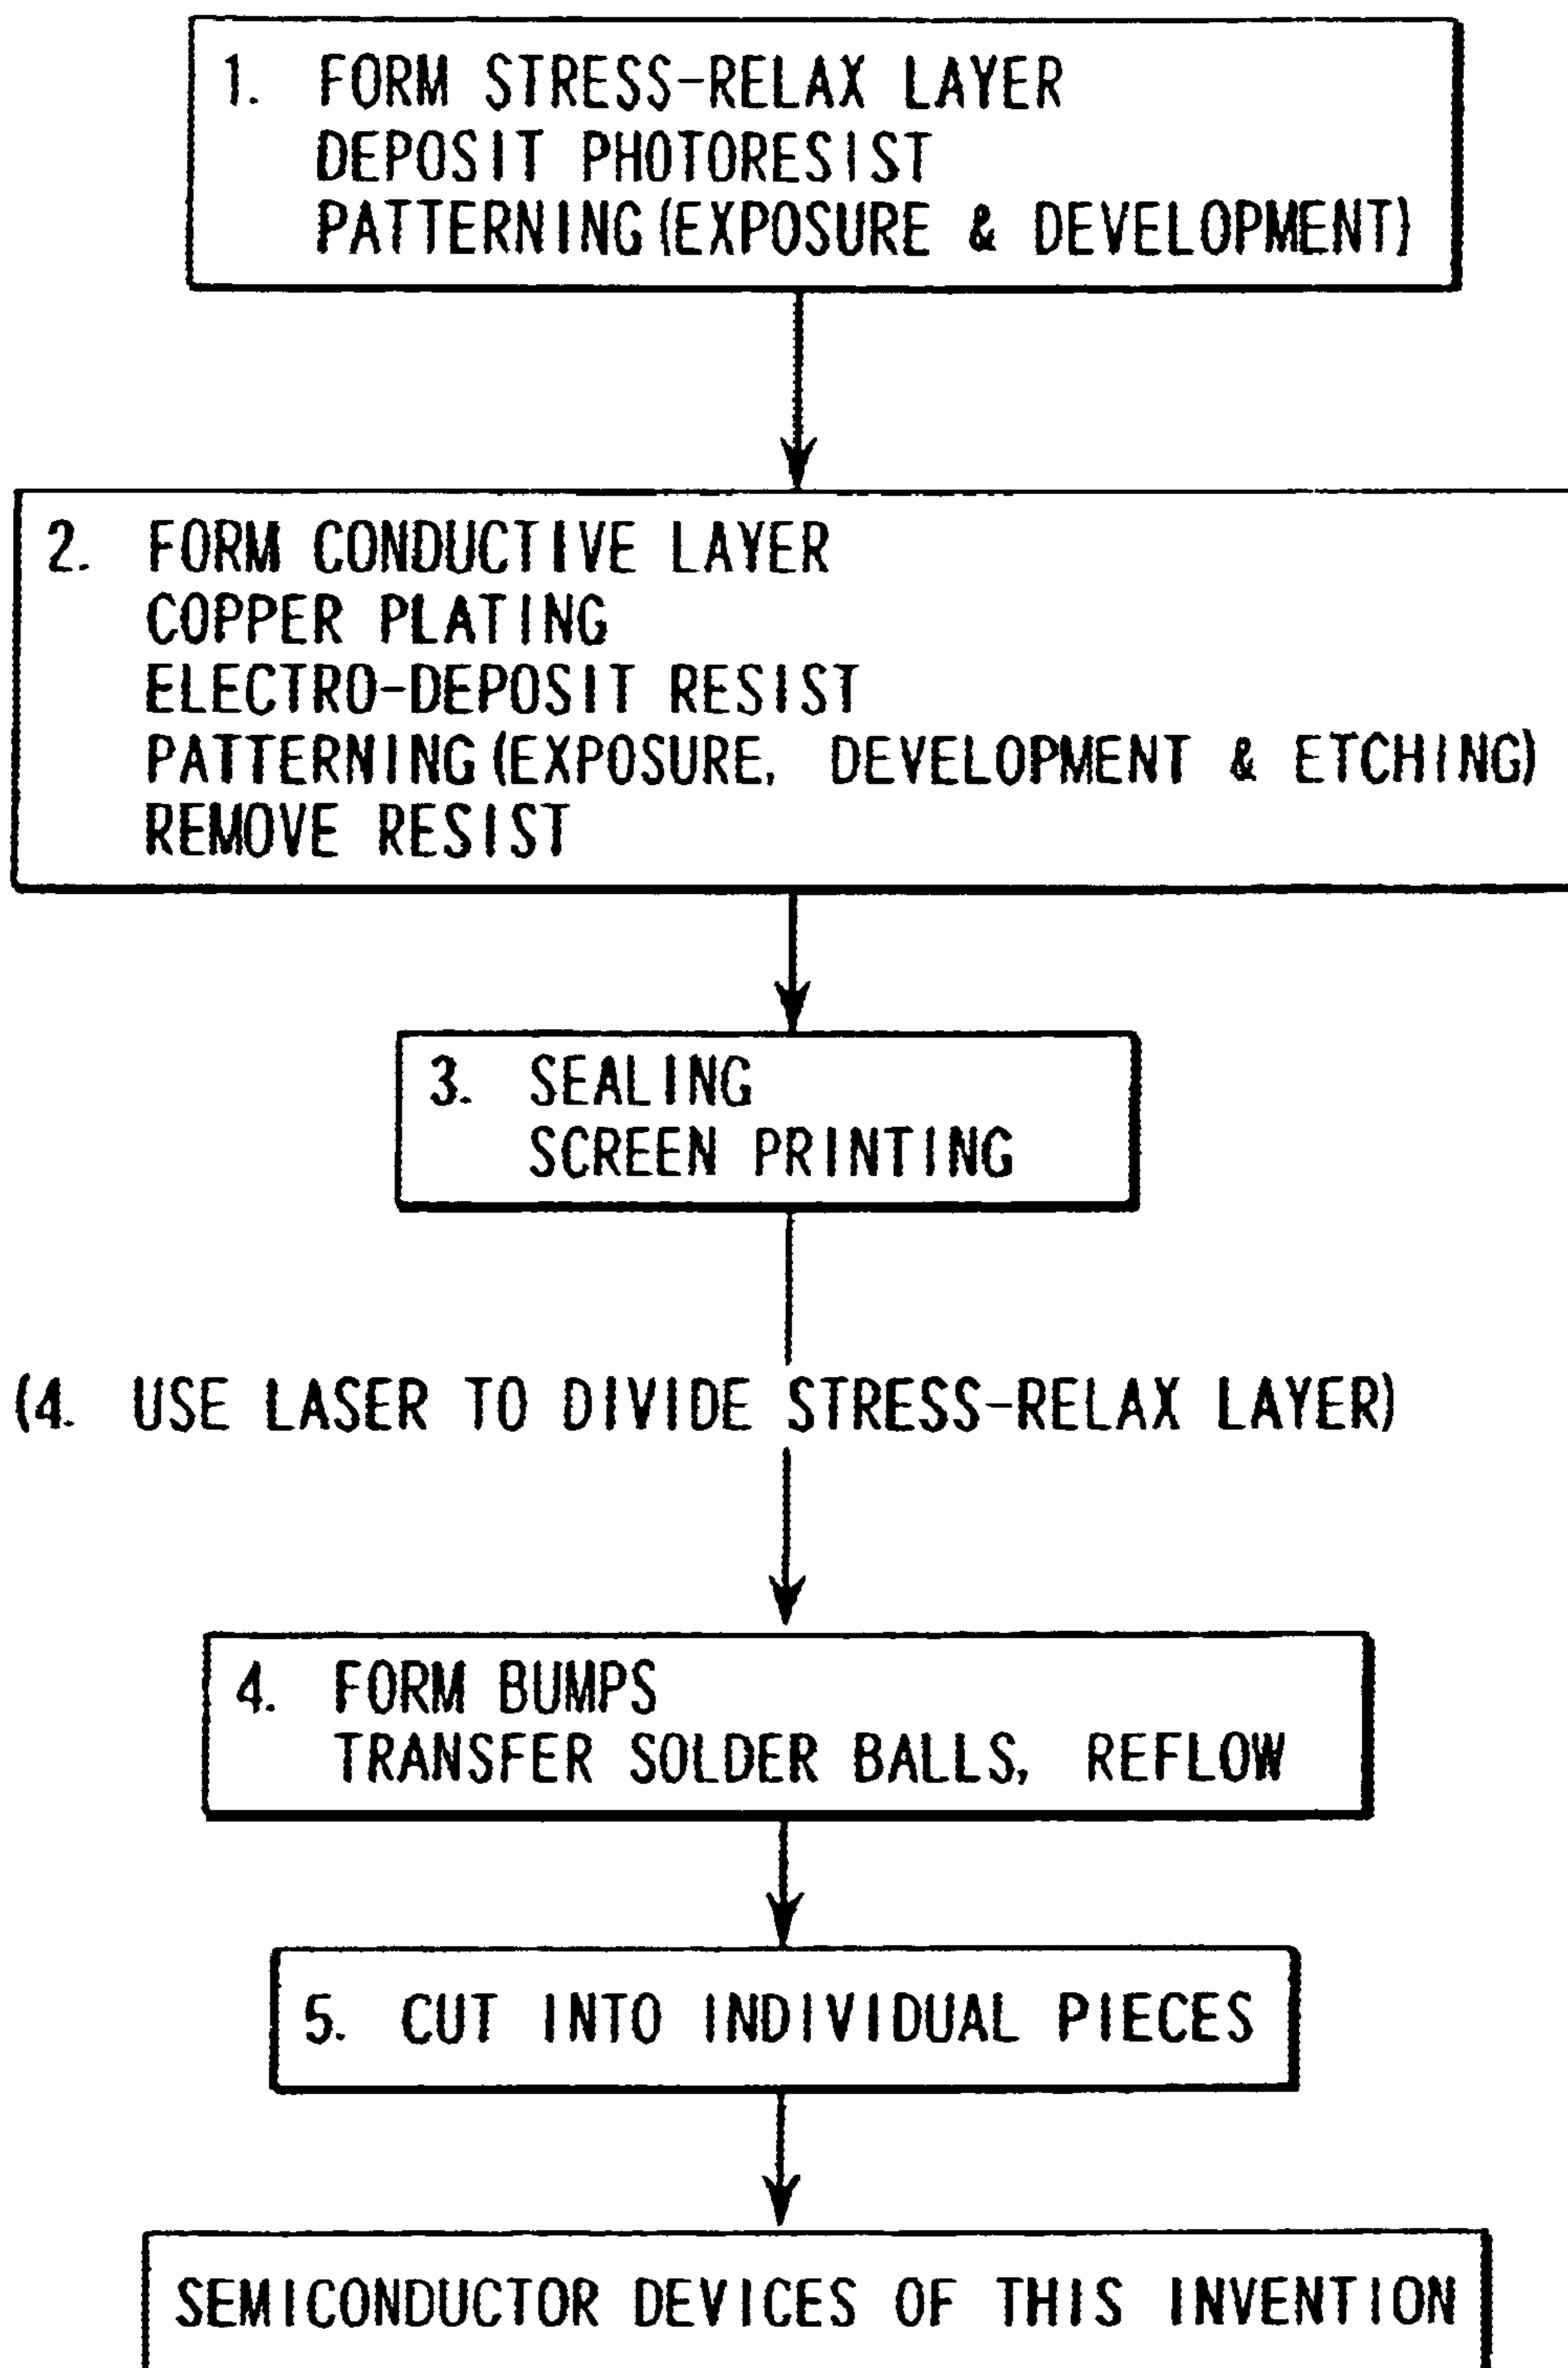 1. FORM STRESS-RELAX LAYER
DEPOSIT PHOTORESIST
PATTERNING (EXPOSURE & DEVELOPMENT)
2. FORM CONDUCTIVE LAYER
COPPER PLATING
ELECTRO-DEPOSIT RESIST
PATTERNING (EXPOSURE, DEVELOPMENT & ETCHING)
REMOVE RESIST
3. SEALING
SCREEN PRINTING
(4. USE LASER TO DIVIDE STRESS-RELAX LAYER)
4. FORM BUMPS
TRANSFER SOLDER BALLS, REFLOW
5. CUT INTO INDIVIDUAL PIECES
SEMICONDUCTOR DEVICES OF THIS INVENTION